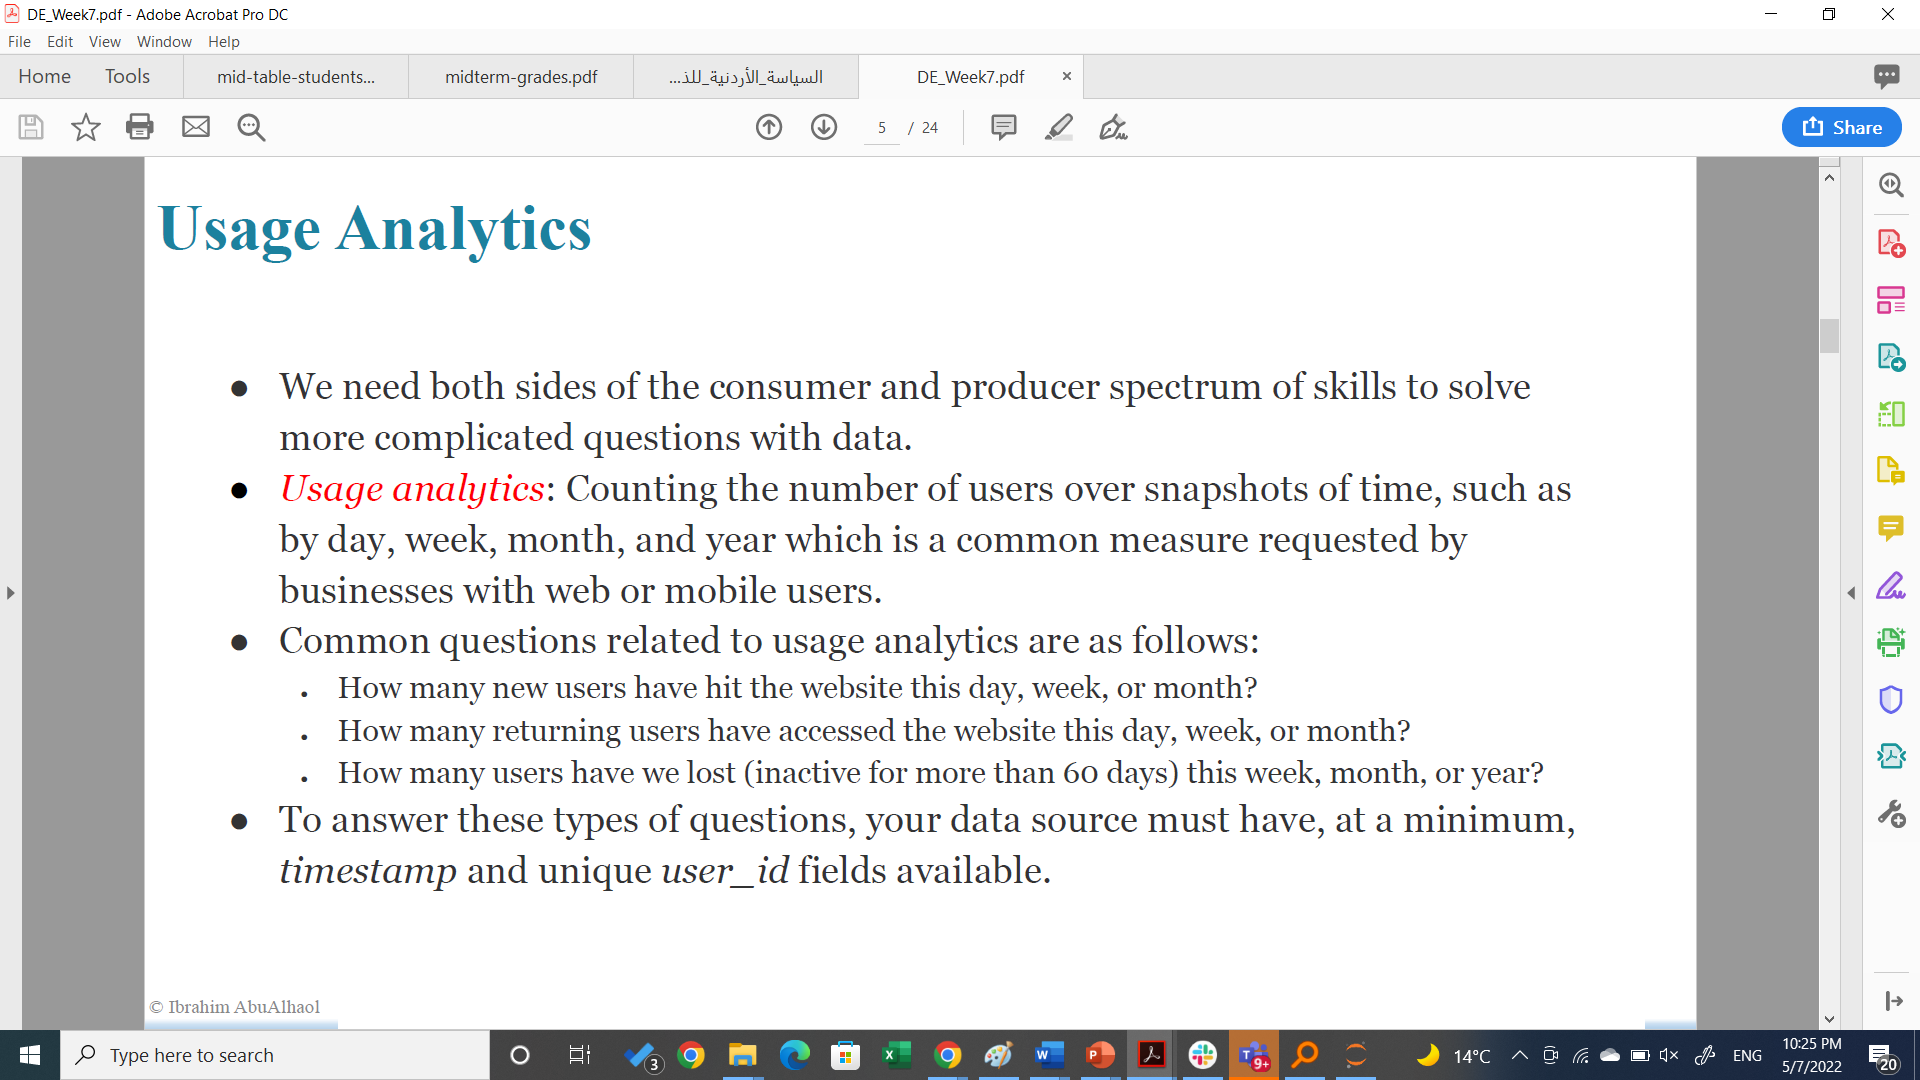 DE_Week7.pdf - Adobe Acrobat Pro DC
File Edit View Window Help
Home Tools mid-table-students... midterm-grades.pdf السياسة_الأردنية_للذ... DE_Week7.pdf ×
5 / 24
Share
Usage Analytics
● We need both sides of the consumer and producer spectrum of skills to solve
more complicated questions with data.
● Usage analytics: Counting the number of users over snapshots of time, such as
by day, week, month, and year which is a common measure requested by
businesses with web or mobile users.
● Common questions related to usage analytics are as follows:
• How many new users have hit the website this day, week, or month?
• How many returning users have accessed the website this day, week, or month?
• How many users have we lost (inactive for more than 60 days) this week, month, or year?
● To answer these types of questions, your data source must have, at a minimum,
timestamp and unique user_id fields available.
© Ibrahim AbuAlhaol
Type here to search
3
9+
14°C
ENG
10:25 PM
5/7/2022
20